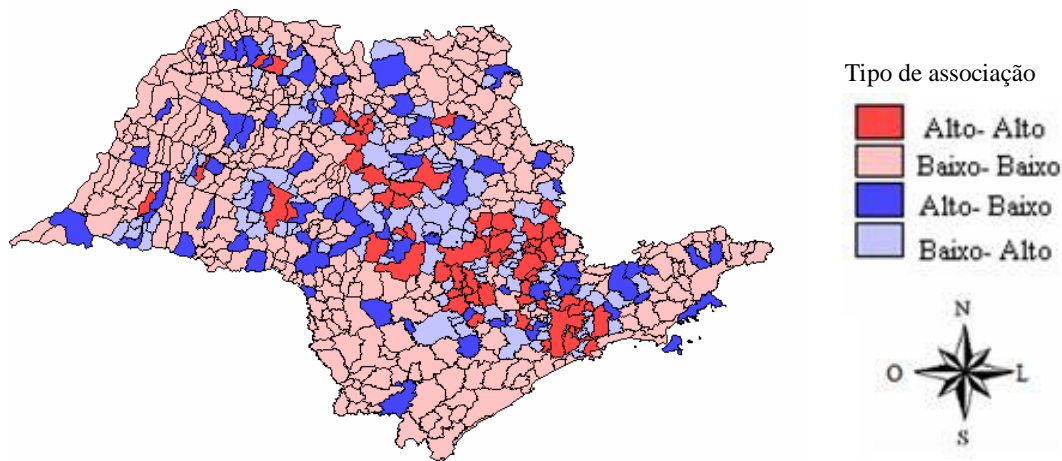 Tipo de associação
Alto- Alto
Baixo- Baixo
Alto- Baixo
Baixo- Alto
N
O L
S